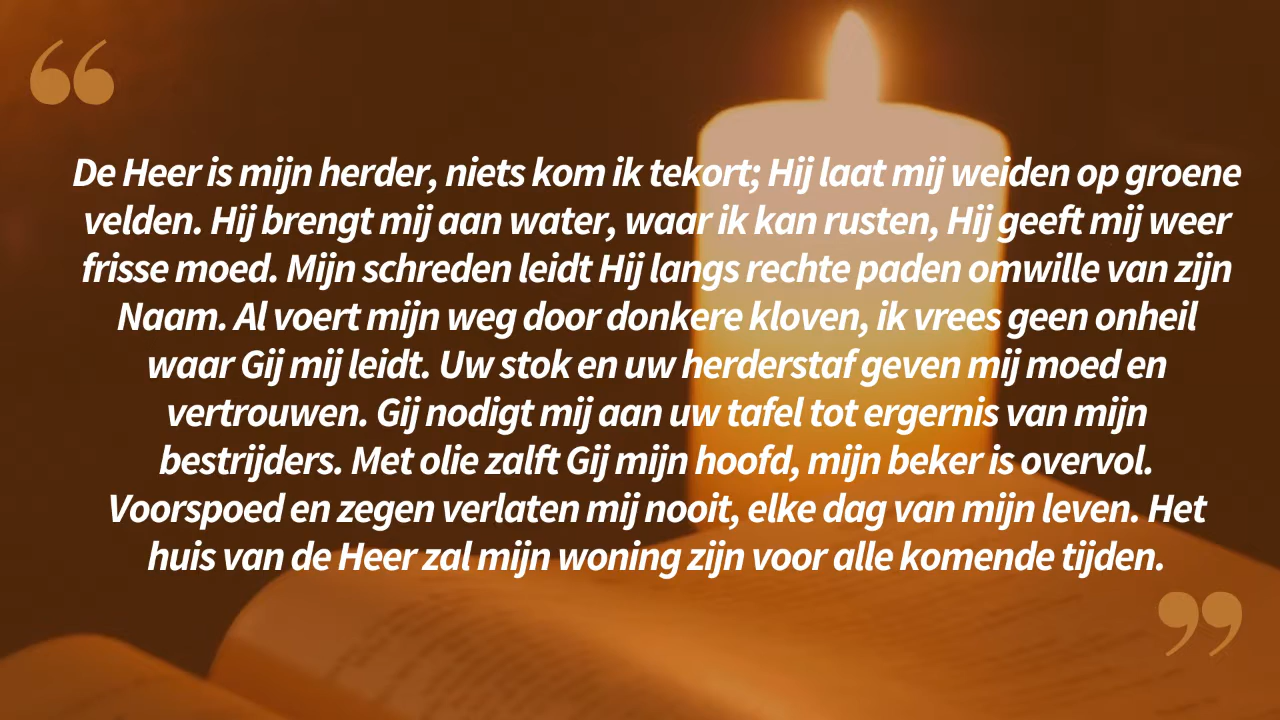 “
De Heer is mijn herder, niets kom ik tekort; Hij laat mij weiden op groene
velden. Hij brengt mij aan water, waar ik kan rusten, Hij geeft mij weer
frisse moed. Mijn schreden leidt Hij langs rechte paden omwille van zijn
Naam. Al voert mijn weg door donkere kloven, ik vrees geen onheil
waar Gij mij leidt. Uw stok en uw herderstaf geven mij moed en
vertrouwen. Gij nodigt mij aan uw tafel tot ergernis van mijn
bestrijders. Met olie zalft Gij mijn hoofd, mijn beker is overvol.
Voorspoed en zegen verlaten mij nooit, elke dag van mijn leven. Het
huis van de Heer zal mijn woning zijn voor alle komende tijden.
”